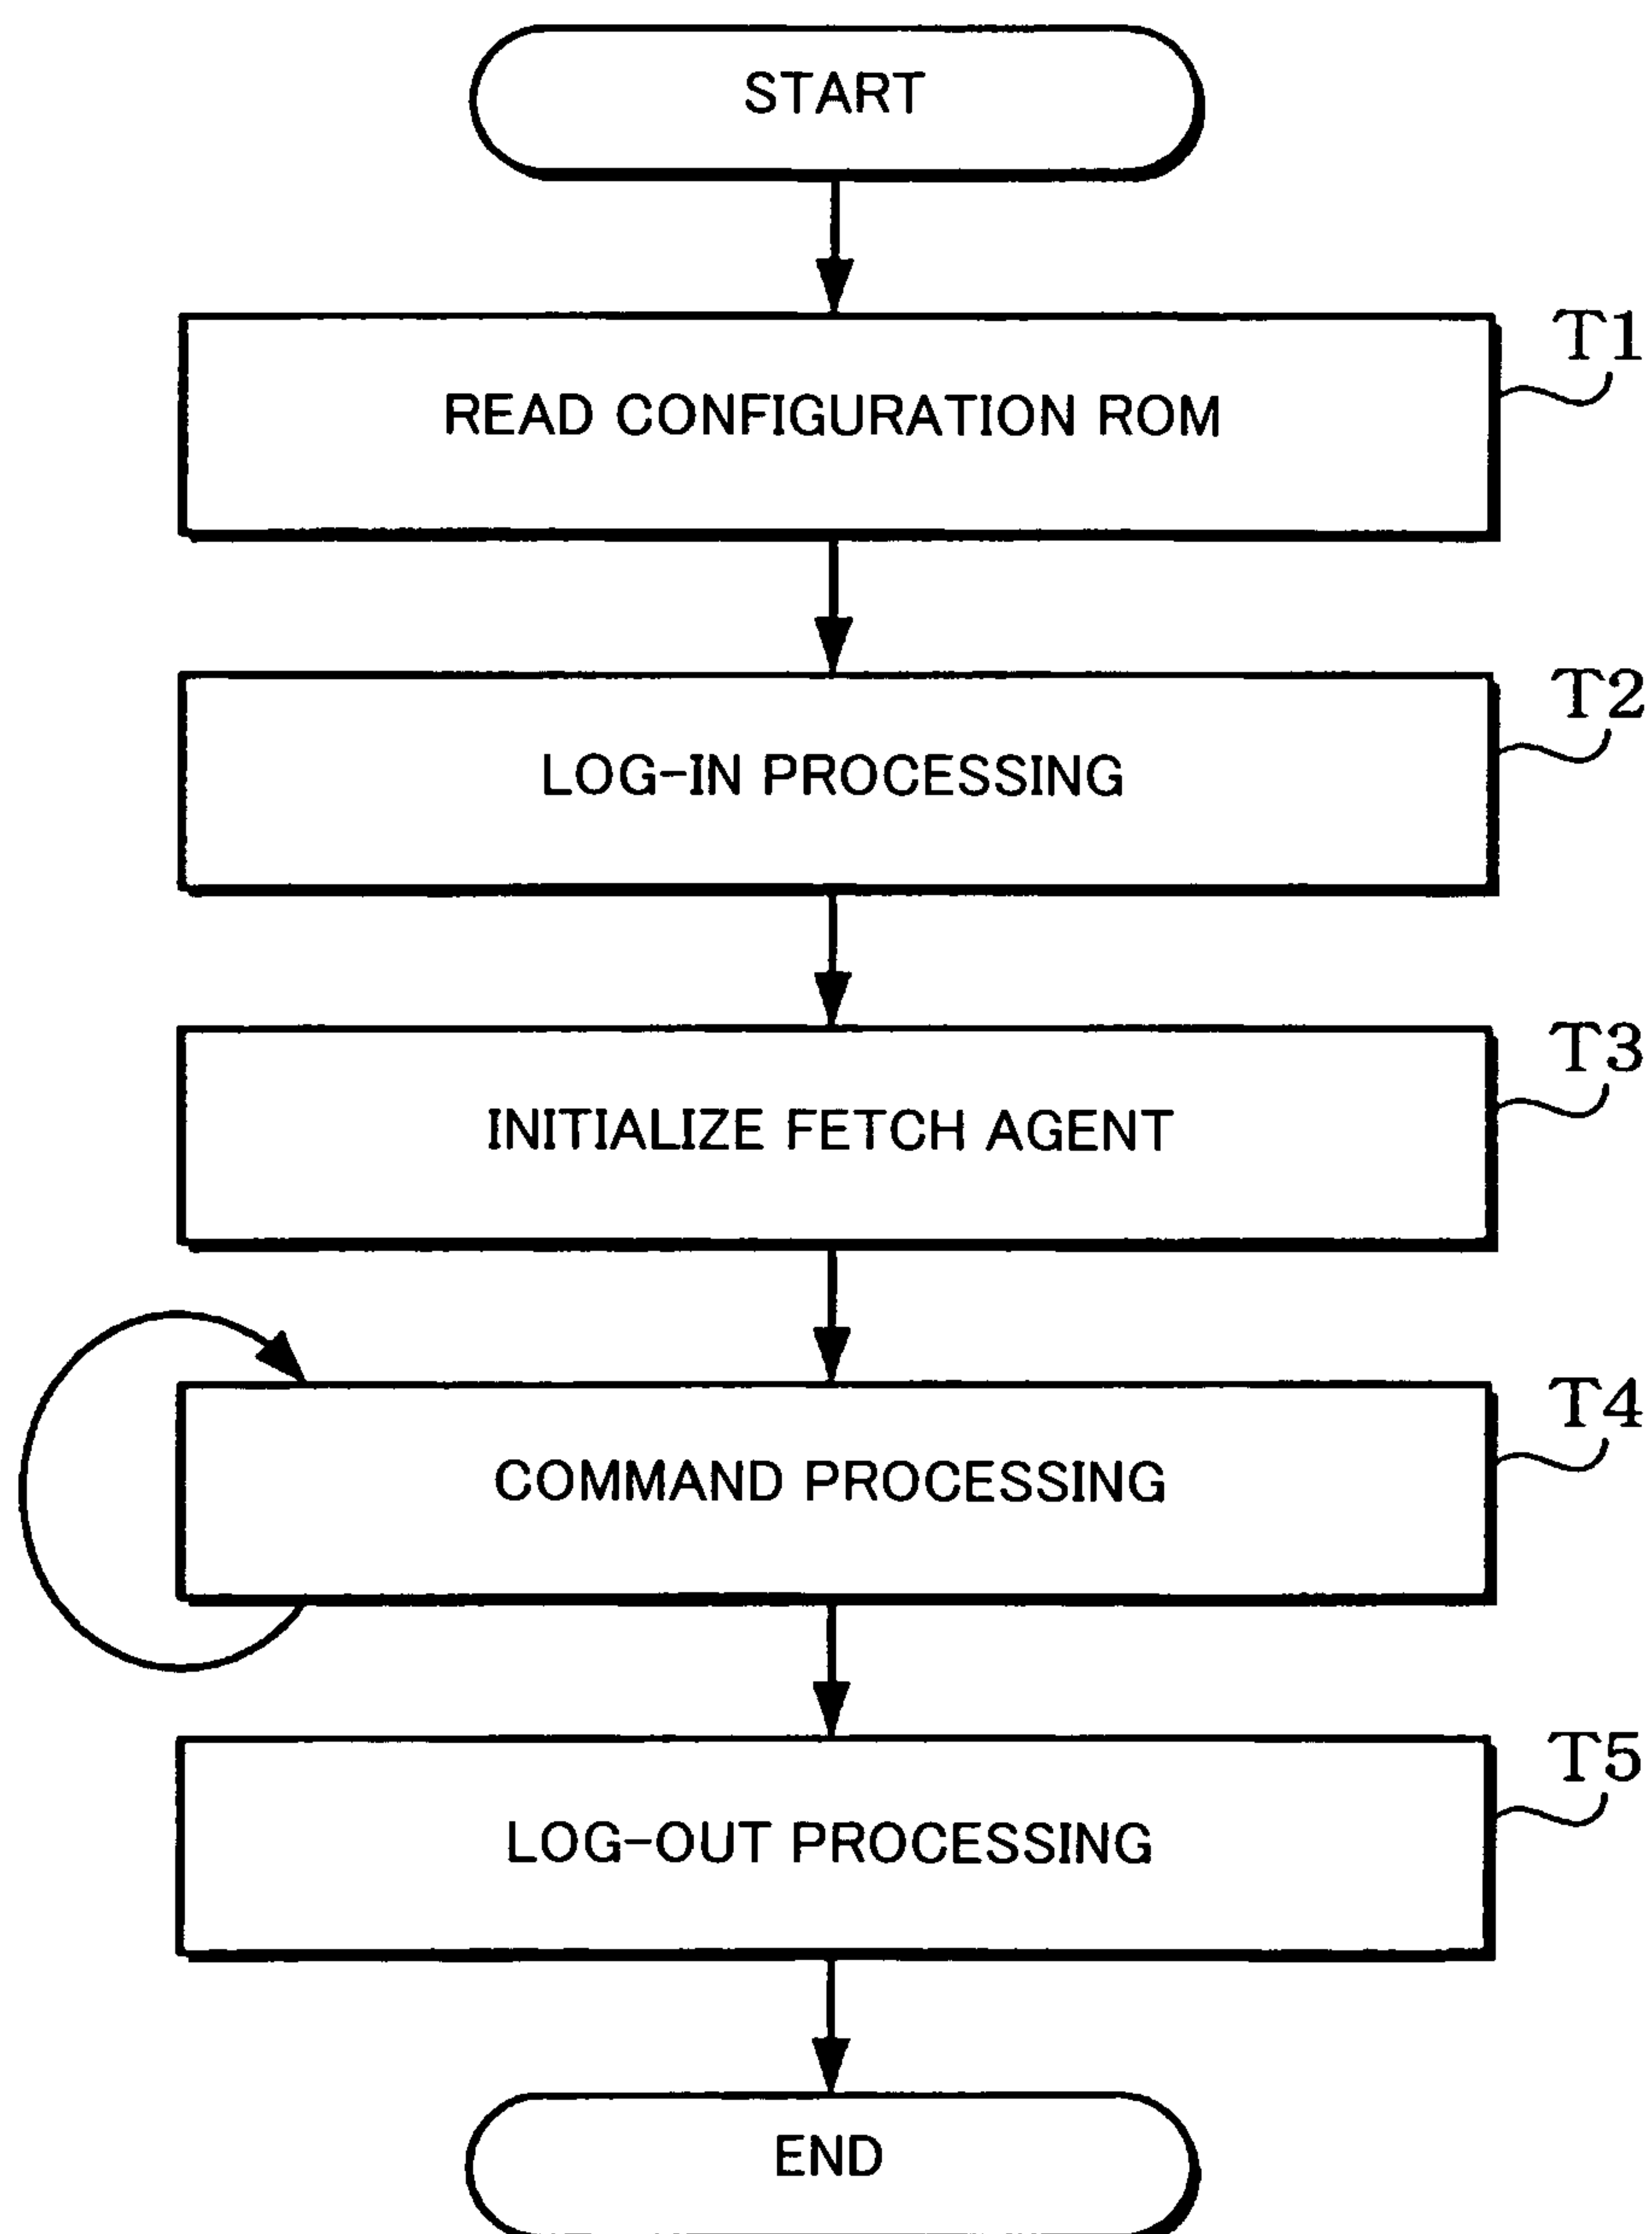 START
T1
READ CONFIGURATION ROM
T2
LOG-IN PROCESSING
T3
INITIALIZE FETCH AGENT
T4
COMMAND PROCESSING
T5
LOG-OUT PROCESSING
END